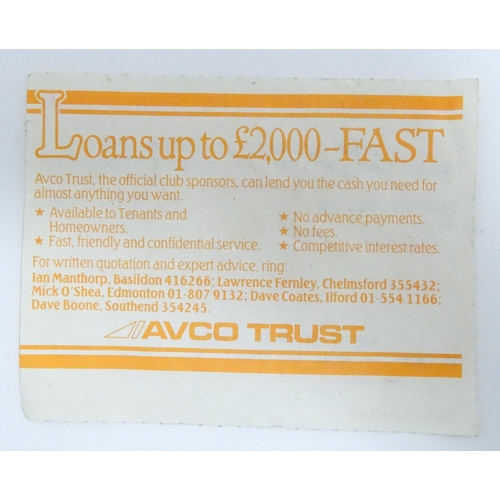 Loans up to £2,000-FAST
Avco Trust, the official club sponsors, can lend you the cash you need for
almost anything you want.
★ Available to Tenants and
Homeowners.
★ Fast, friendly and confidential service.
★ No advance payments.
★ No fees.
★ Competitive interest rates.
For written quotation and expert advice, ring:
Ian Manthorp, Basildon 416266; Lawrence Fernley, Chelmsford 355432;
Mick O'Shea, Edmonton 01-807 9132; Dave Coates, Ilford 01-554 1166;
Dave Boone, Southend 354245.
AVCO TRUST